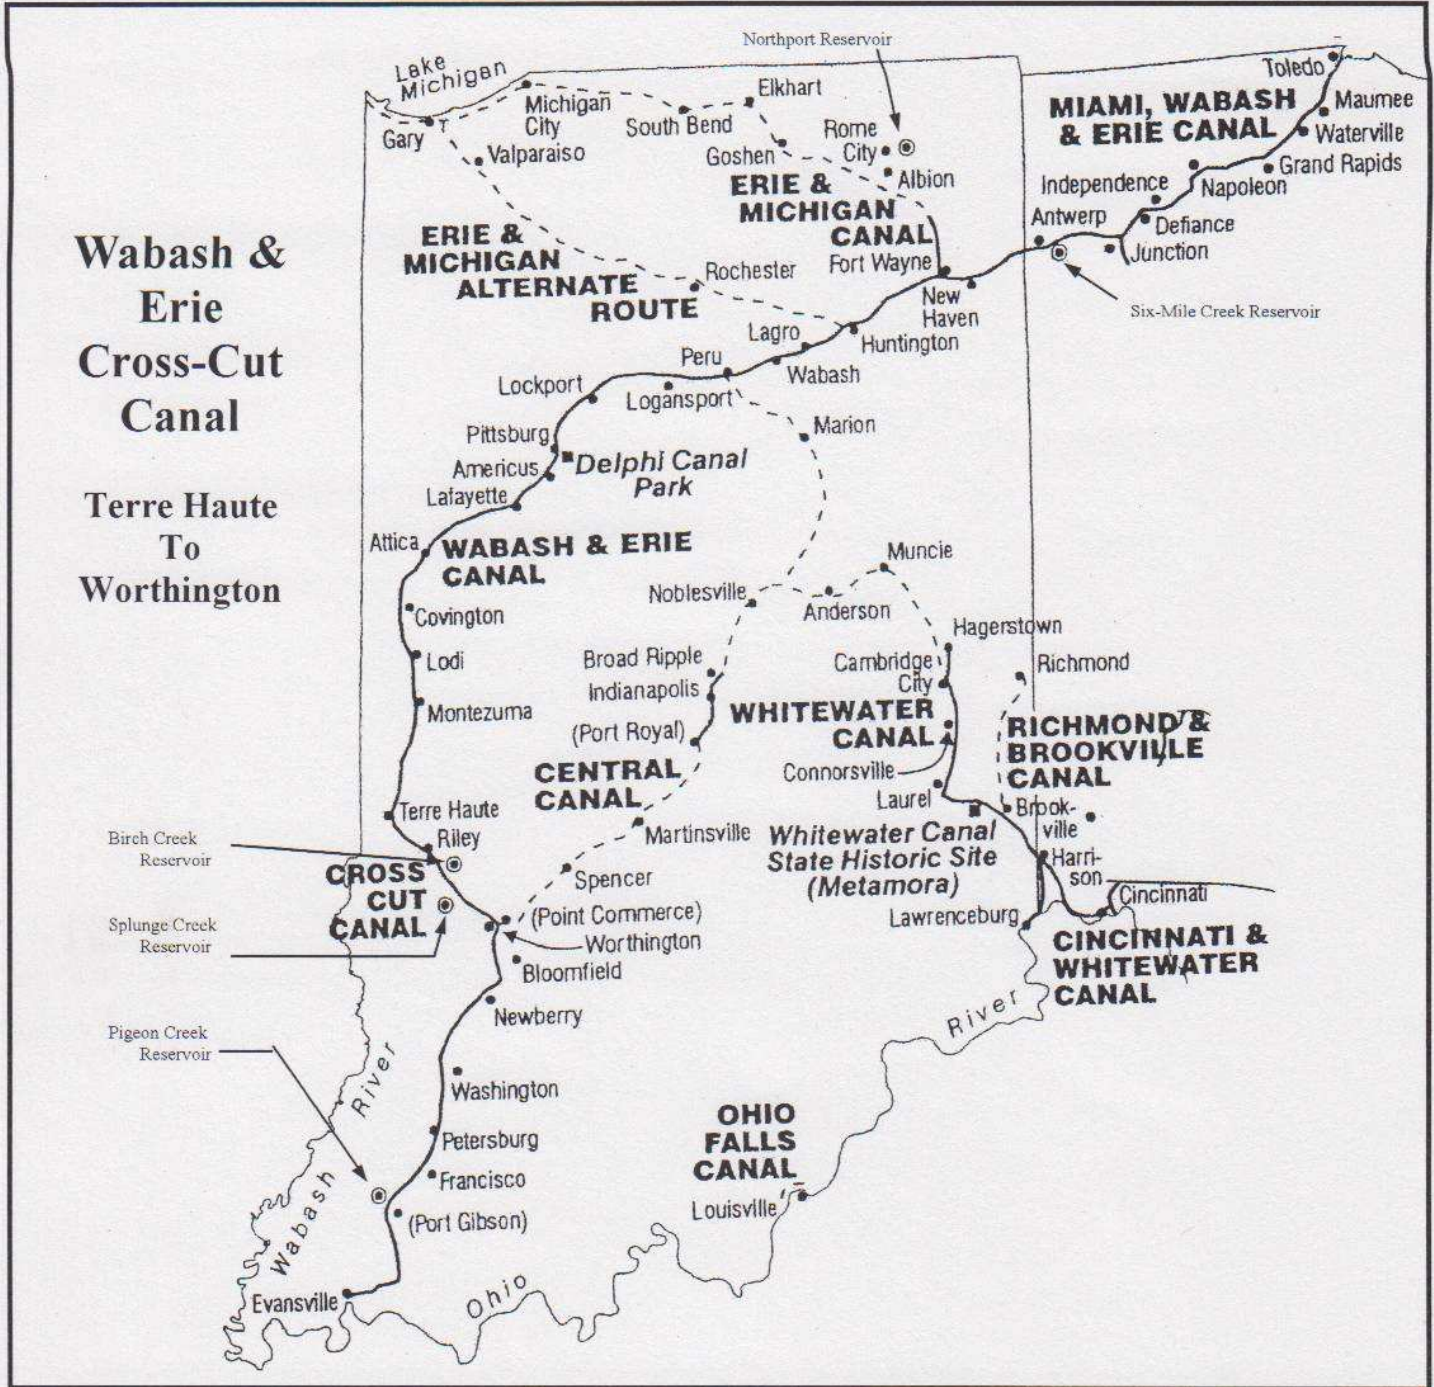 Northport Reservoir
Lake
Michigan
Toledo
Elkhart
Michigan
City
MIAMI, WABASH
& ERIE CANAL
Maumee
South Bend
Rome
City
Waterville
Gary
Valparaiso
Goshen
Grand Rapids
Albion
Independence
Napoleon
ERIE &
MICHIGAN
CANAL
Antwerp
Defiance
Wabash &
Erie
Cross-Cut
Canal
ERIE &
MICHIGAN
ALTERNATE
ROUTE
Junction
Fort Wayne
Rochester
New
Haven
Six-Mile Creek Reservoir
Lagro
Huntington
Peru
Wabash
Lockport
Logansport
Marion
Pittsburg
Delphi Canal
Park
Americus
Lafayette
Terre Haute
To
Worthington
Attica
WABASH & ERIE
CANAL
Muncie
Noblesville
Anderson
Covington
Hagerstown
Lodi
Broad Ripple
Cambridge
City
Richmond
Indianapolis
Montezuma
WHITEWATER
CANAL
RICHMOND &
BROOKVILLE
CANAL
(Port Royal)
CENTRAL
CANAL
Connorsville
Laurel
Brook-
ville
Terre Haute
Martinsville
Whitewater Canal
State Historic Site
(Metamora)
Birch Creek
Reservoir
Riley
Harri-
son
CROSS
CUT
CANAL
Spencer
Cincinnati
(Point Commerce)
Lawrenceburg
Splunge Creek
Reservoir
Worthington
CINCINNATI &
WHITEWATER
CANAL
Bloomfield
Newberry
River
Pigeon Creek
Reservoir
River
Washington
OHIO
FALLS
CANAL
Petersburg
Francisco
Wabash
Louisville
(Port Gibson)
Evansville
Ohio